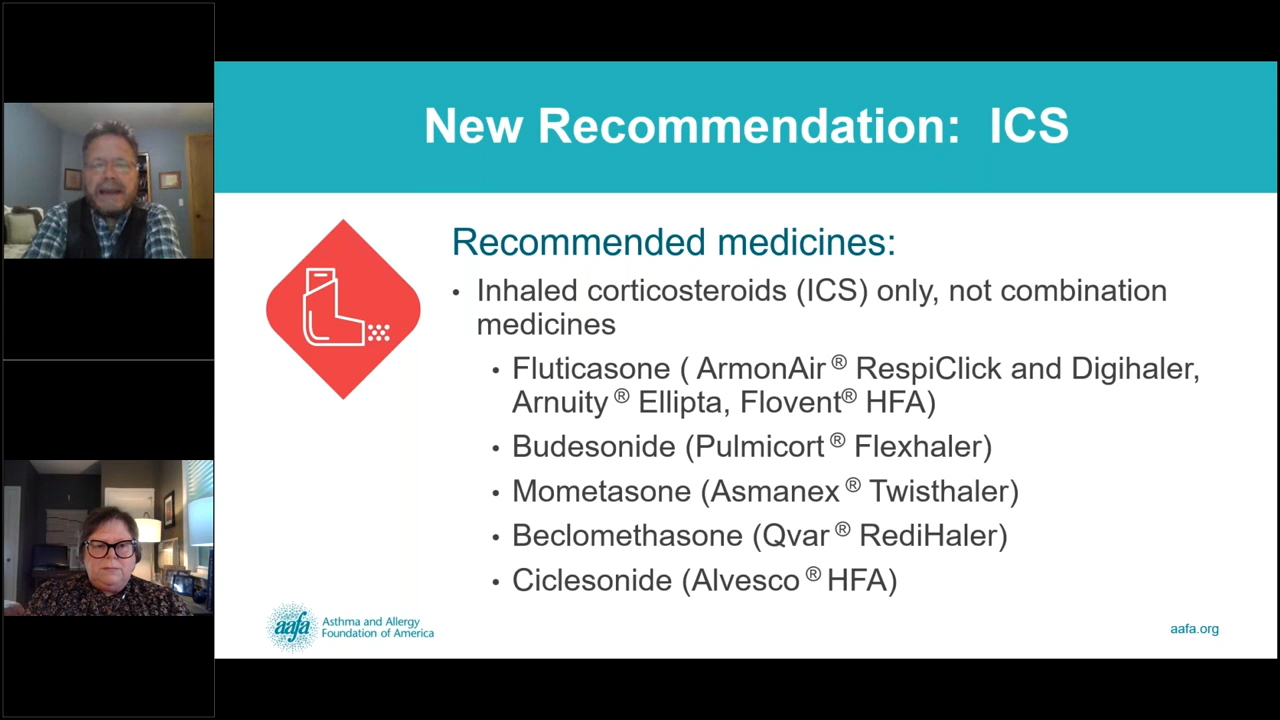 New Recommendation: ICS
Recommended medicines:
• Inhaled corticosteroids (ICS) only, not combination
medicines
• Fluticasone ( ArmonAir® RespiClick and Digihaler,
Arnuity® Ellipta, Flovent® HFA)
• Budesonide (Pulmicort® Flexhaler)
• Mometasone (Asmanex® Twisthaler)
• Beclomethasone (Qvar® RediHaler)
• Ciclesonide (Alvesco® HFA)
aafa Asthma and Allergy
Foundation of America
aafa.org